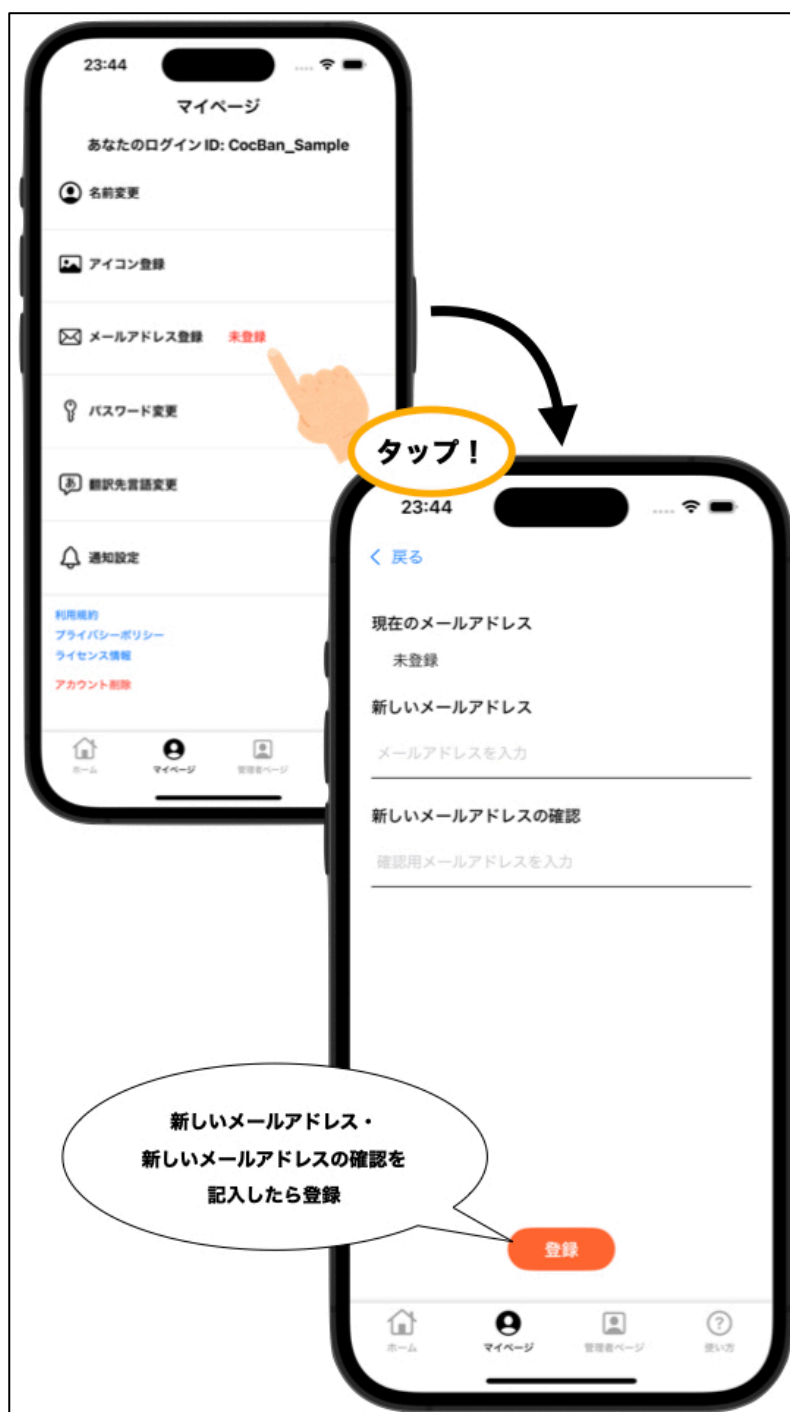 23:44
マイページ
あなたのログイン ID: CocBan_Sample
名前変更
アイコン登録
メールアドレス登録 未登録
パスワード変更
あ 翻訳先言語変更
通知設定
利用規約
プライバシーポリシー
ライセンス情報
アカウント削除
ホーム マイページ 管理者ページ
タップ！
23:44
戻る
現在のメールアドレス
未登録
新しいメールアドレス
メールアドレスを入力
新しいメールアドレスの確認
確認用メールアドレスを入力
新しいメールアドレス・
新しいメールアドレスの確認を
記入したら登録
登録
ホーム マイページ 管理者ページ ? 使い方